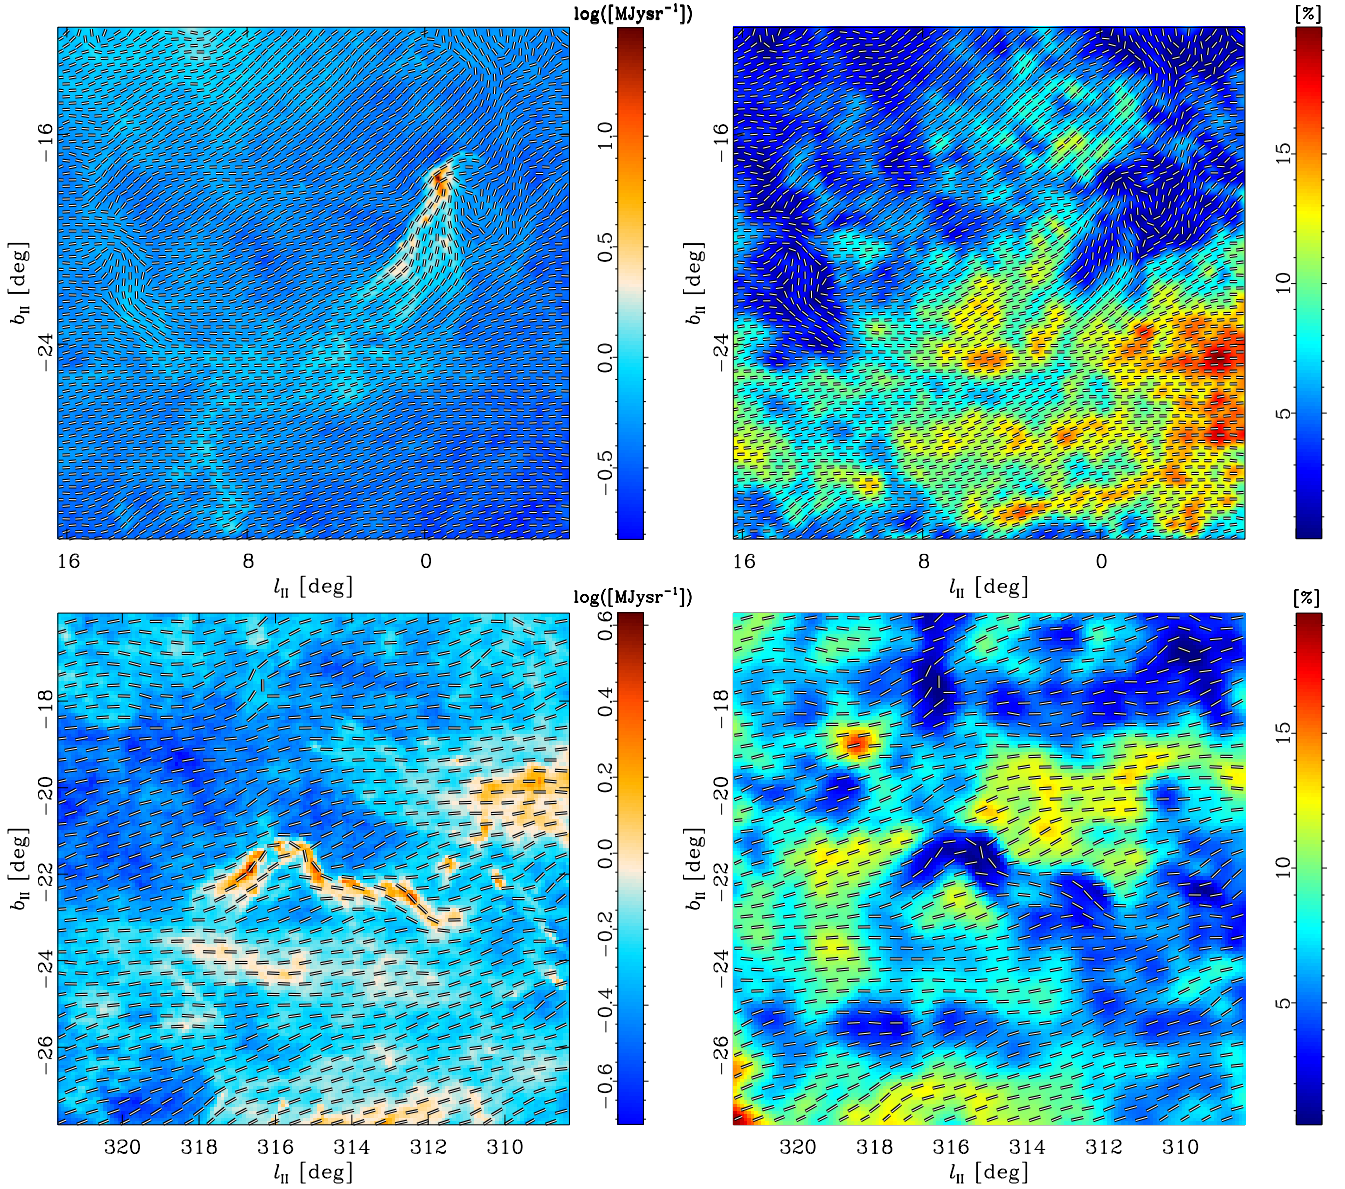 log([MJysr⁻¹])
[%]
1.0
0.5
0.0
−0.5
15
10
5
−16
−24
b_II [deg]
16 8 0
l_II [deg]
−16
−24
b_II [deg]
16 8 0
l_II [deg]
log([MJysr⁻¹])
[%]
0.6
0.4
0.2
0.0
−0.2
−0.4
−0.6
15
10
5
−18
−20
−22
−24
−26
b_II [deg]
320 318 316 314 312 310
l_II [deg]
−18
−20
−22
−24
−26
b_II [deg]
320 318 316 314 312 310
l_II [deg]